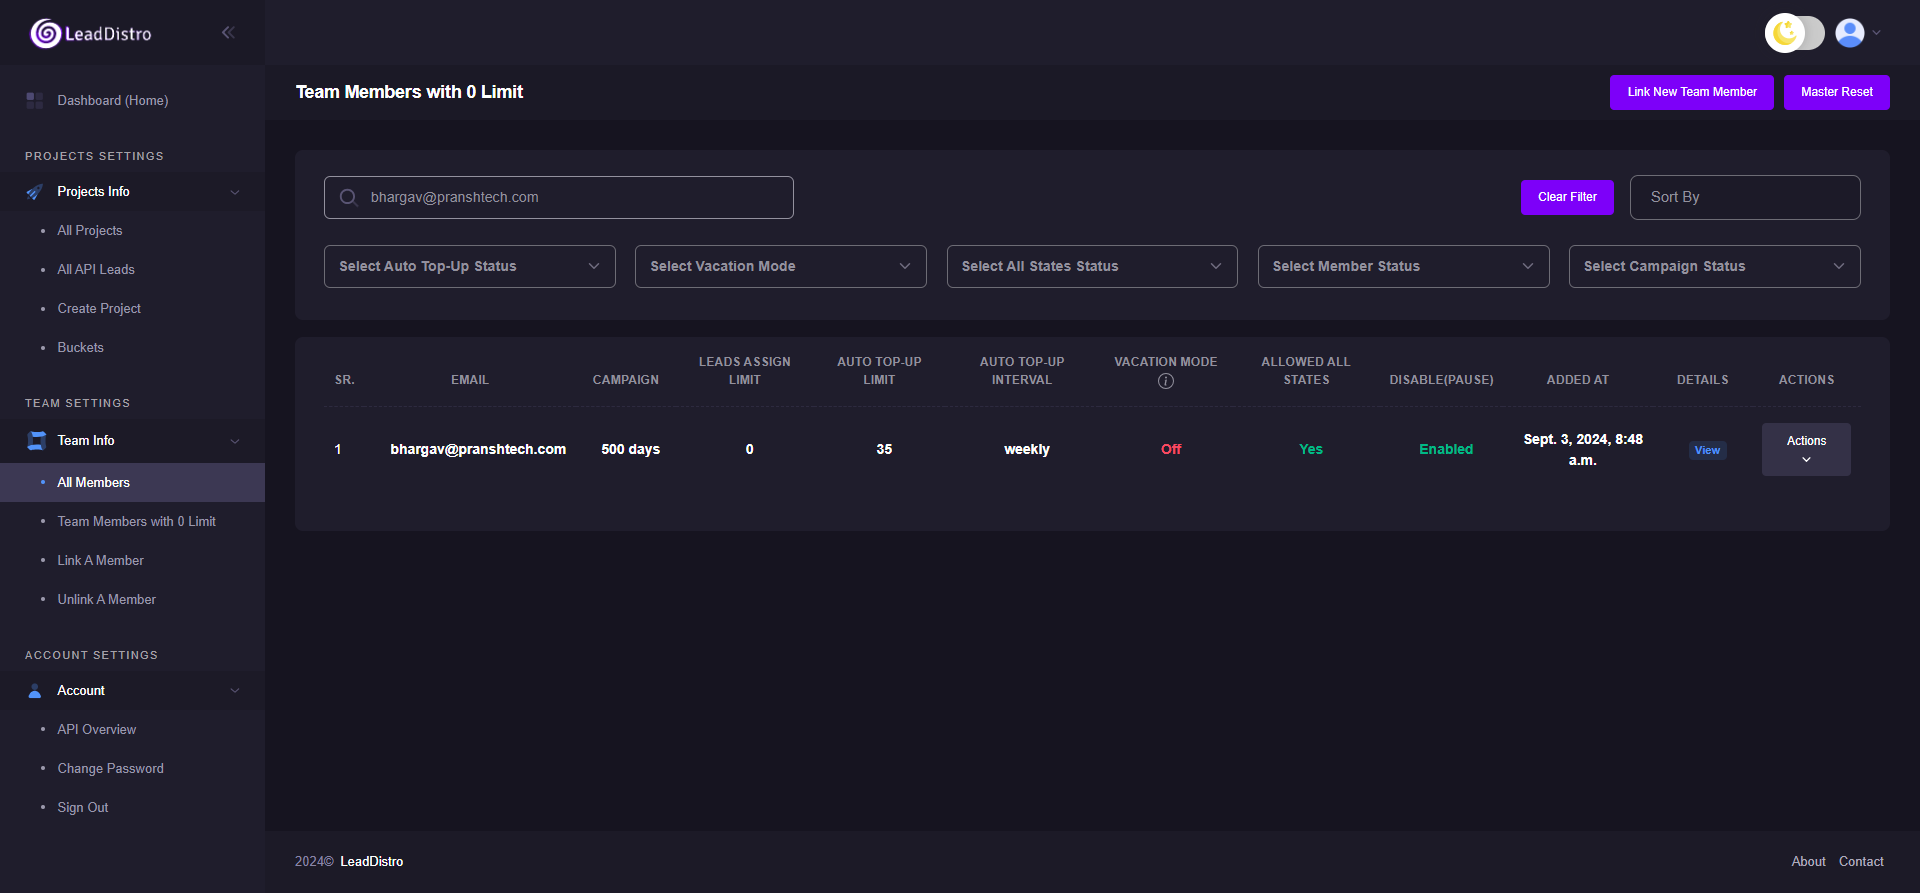 LeadDistro
Dashboard (Home)
PROJECTS SETTINGS
Projects Info
All Projects
All API Leads
Create Project
Buckets
TEAM SETTINGS
Team Info
All Members
Team Members with 0 Limit
Link A Member
Unlink A Member
ACCOUNT SETTINGS
Account
API Overview
Change Password
Sign Out
Team Members with 0 Limit
Link New Team Member
Master Reset
bhargav@pranshtech.com
Clear Filter
Sort By
Select Auto Top-Up Status
Select Vacation Mode
Select All States Status
Select Member Status
Select Campaign Status
SR.
EMAIL
CAMPAIGN
LEADS ASSIGN
LIMIT
AUTO TOP-UP
LIMIT
AUTO TOP-UP
INTERVAL
VACATION MODE
ALLOWED ALL
STATES
DISABLE(PAUSE)
ADDED AT
DETAILS
ACTIONS
1
bhargav@pranshtech.com
500 days
0
35
weekly
Off
Yes
Enabled
Sept. 3, 2024, 8:48
a.m.
View
Actions
2024© LeadDistro
About
Contact